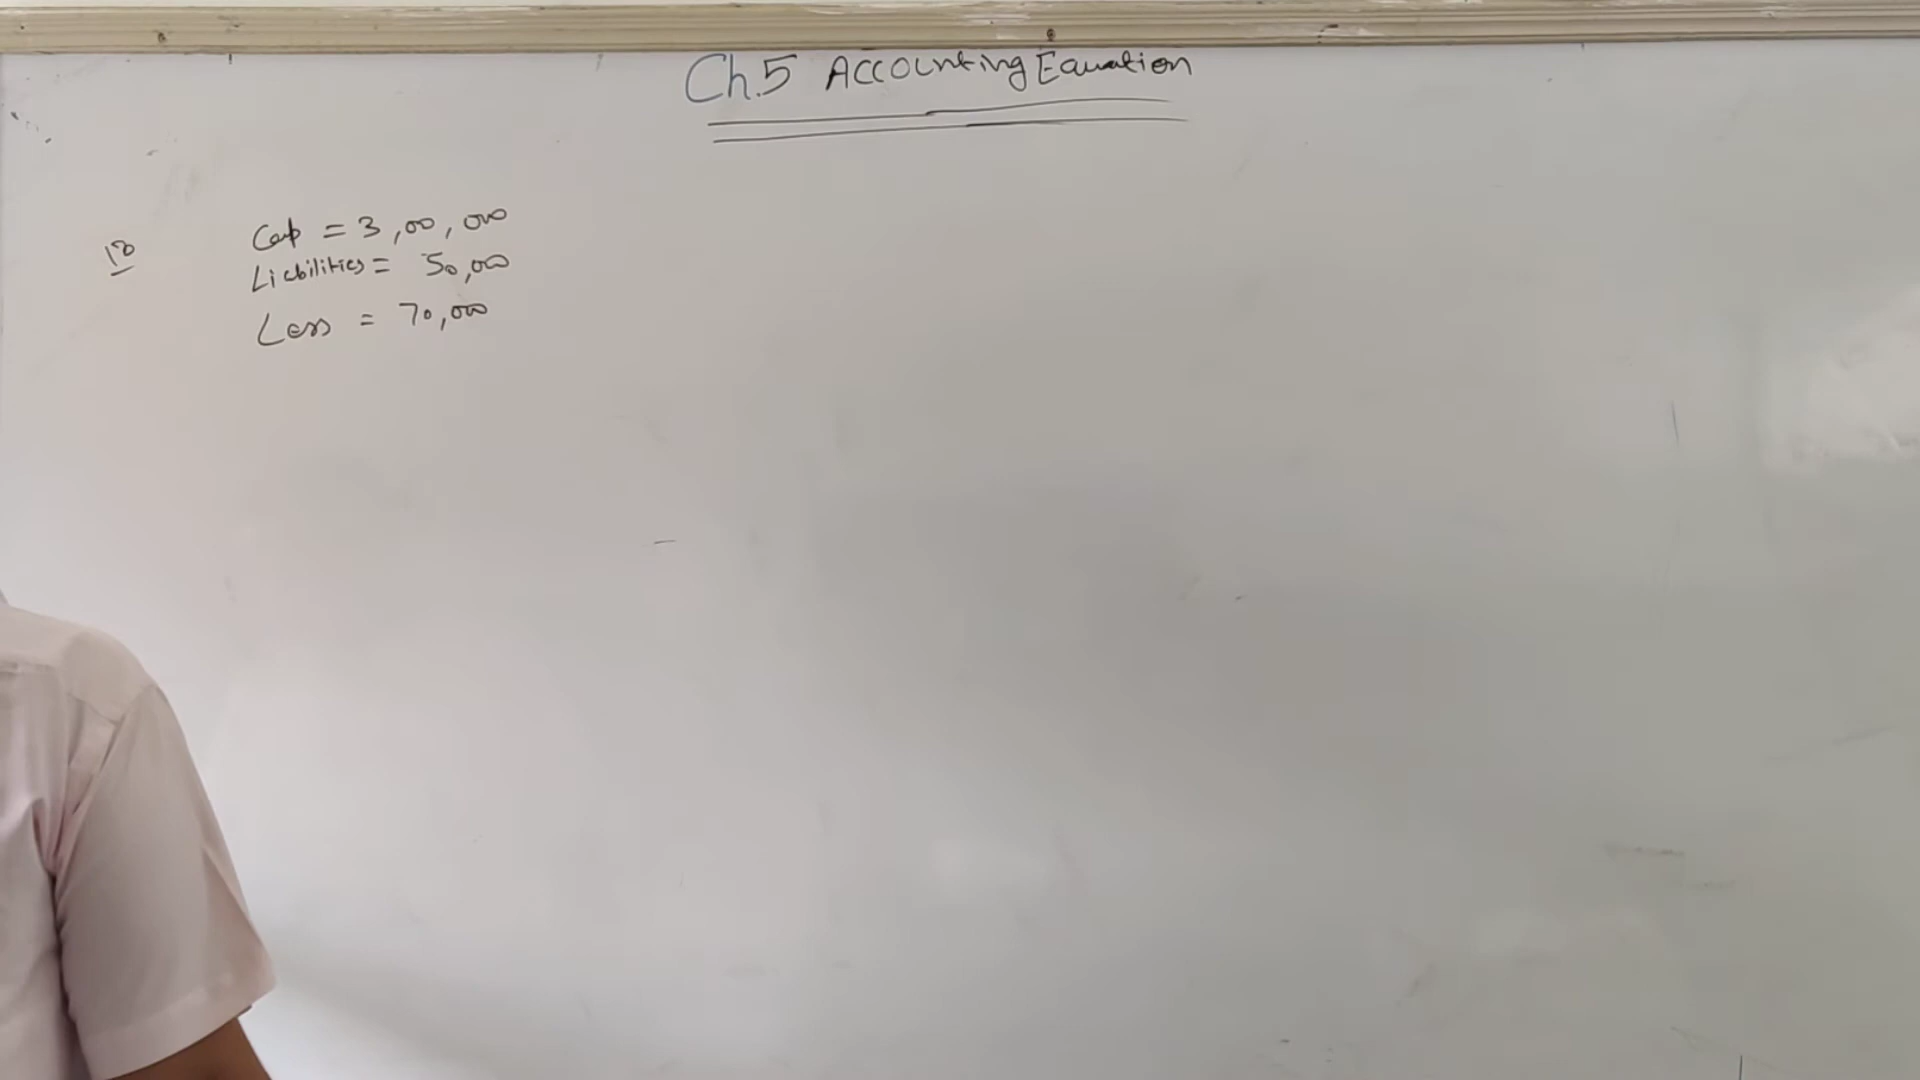 Ch.5 Accounting Equation
18
Cap = 3,00,000
Liabilities = 50,000
Loss = 70,000